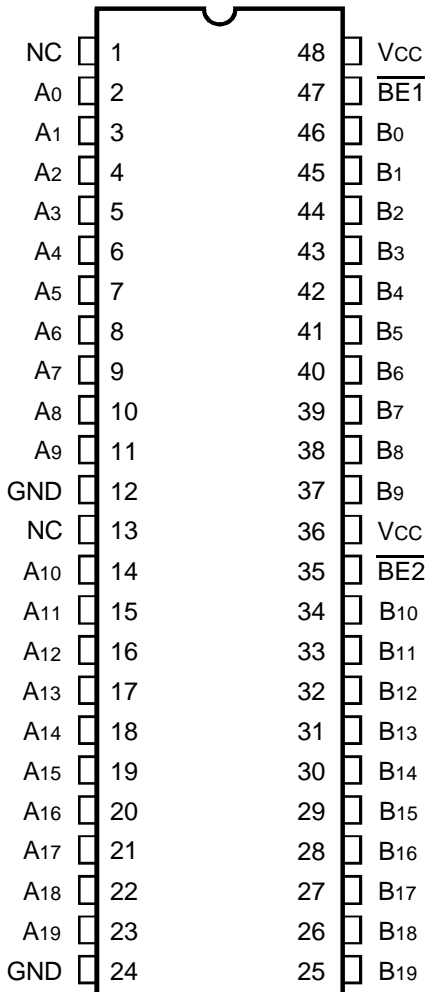 NC 1 48 VCC
A0 2 47 BE1
A1 3 46 B0
A2 4 45 B1
A3 5 44 B2
A4 6 43 B3
A5 7 42 B4
A6 8 41 B5
A7 9 40 B6
A8 10 39 B7
A9 11 38 B8
GND 12 37 B9
NC 13 36 VCC
A10 14 35 BE2
A11 15 34 B10
A12 16 33 B11
A13 17 32 B12
A14 18 31 B13
A15 19 30 B14
A16 20 29 B15
A17 21 28 B16
A18 22 27 B17
A19 23 26 B18
GND 24 25 B19